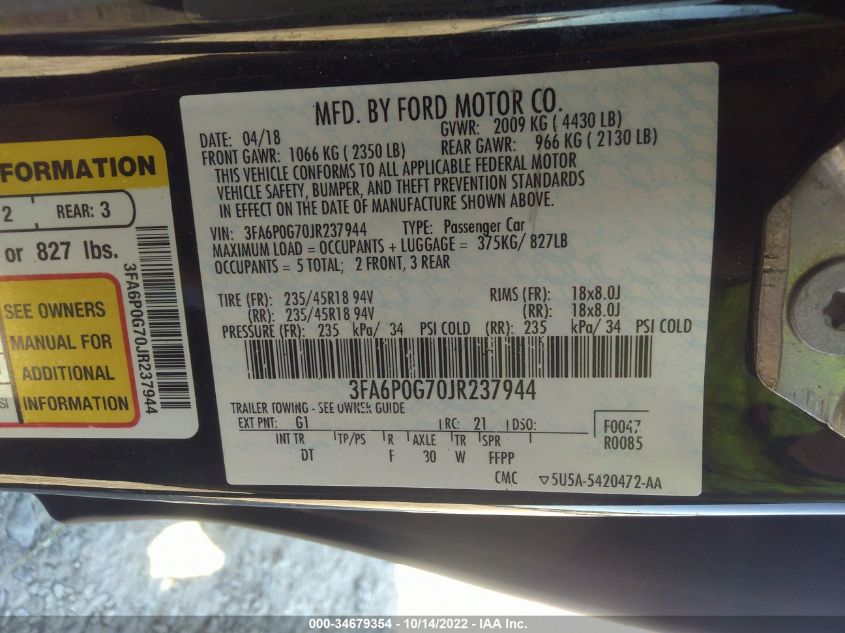 MFD. BY FORD MOTOR CO.
DATE: 04/18 GVWR: 2009 KG ( 4430 LB)
FRONT GAWR: 1066 KG ( 2350 LB) REAR GAWR: 966 KG ( 2130 LB)
THIS VEHICLE CONFORMS TO ALL APPLICABLE FEDERAL MOTOR
VEHICLE SAFETY, BUMPER, AND THEFT PREVENTION STANDARDS
IN EFFECT ON THE DATE OF MANUFACTURE SHOWN ABOVE.
VIN: 3FA6P0G70JR237944 TYPE: Passenger Car
MAXIMUM LOAD = OCCUPANTS + LUGGAGE = 375KG/ 827LB
OCCUPANTS = 5 TOTAL; 2 FRONT, 3 REAR
TIRE (FR): 235/45R18 94V RIMS (FR): 18x8.0J
(RR): 235/45R18 94V (RR): 18x8.0J
PRESSURE (FR): 235 kPa/ 34 PSI COLD (RR): 235 kPa/ 34 PSI COLD
3FA6P0G70JR237944
TRAILER TOWING - SEE OWNER GUIDE
EXT PNT: G1 RC: 21 DSO: F0047
INT TR TP/PS R AXLE TR SPR R0085
DT F 30 W FFPP
CMC ▽5U5A-5420472-AA
FORMATION
2 REAR: 3
or 827 lbs.
SEE OWNERS
MANUAL FOR
ADDITIONAL
INFORMATION
3FA6P0G70JR237944
000-34679354 | 10/14/2022 - IAA Inc.